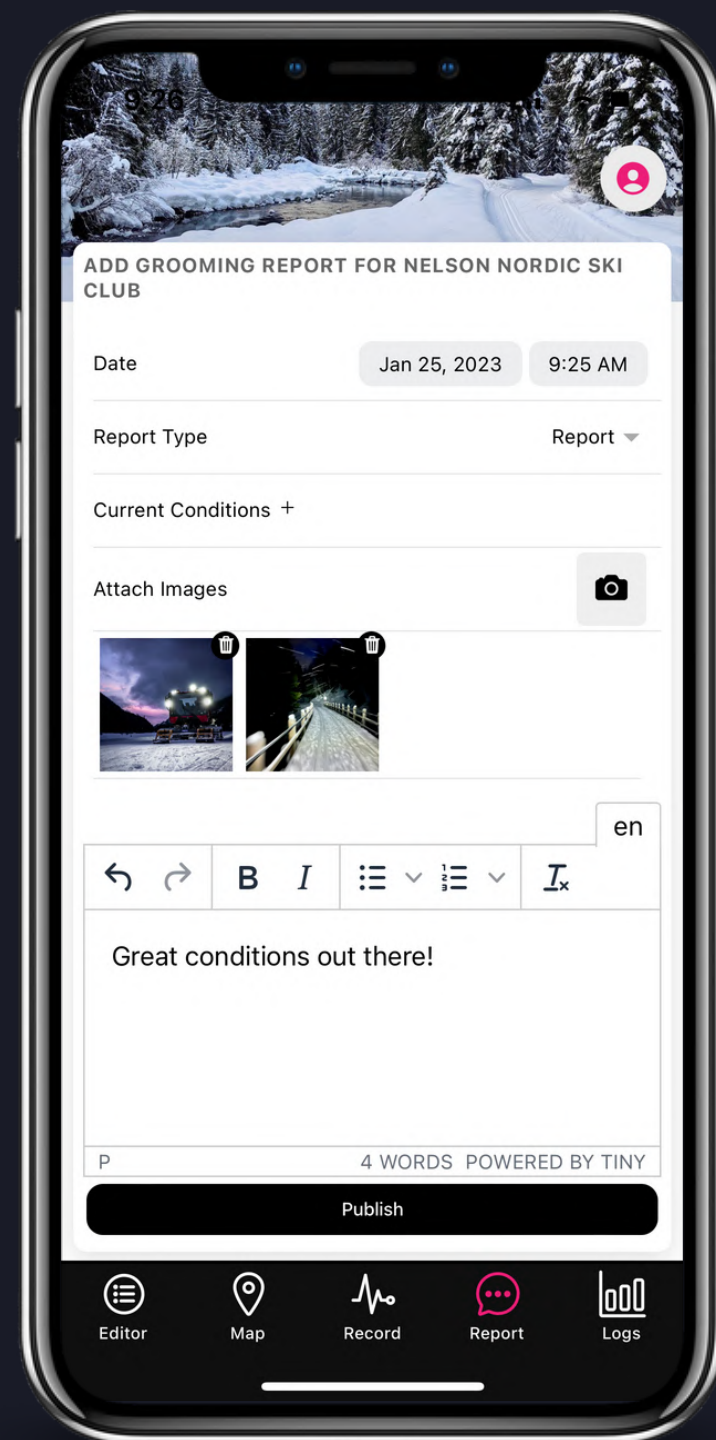 9:26
ADD GROOMING REPORT FOR NELSON NORDIC SKI
CLUB
Date Jan 25, 2023 9:25 AM
Report Type Report
Current Conditions +
Attach Images
en
B I
Great conditions out there!
P 4 WORDS POWERED BY TINY
Publish
Editor Map Record Report Logs